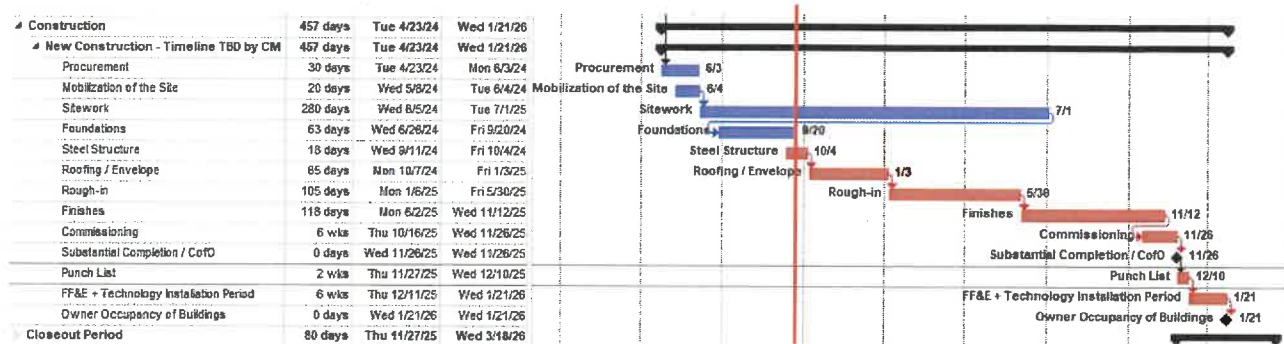 Construction 457 days Tue 4/23/24 Wed 1/21/26
New Construction - Timeline TBD by CM 457 days Tue 4/23/24 Wed 1/21/26
Procurement 30 days Tue 4/23/24 Mon 6/3/24 Procurement 6/3
Mobilization of the Site 20 days Wed 5/8/24 Tue 6/4/24 Mobilization of the Site 6/4
Sitework 280 days Wed 6/5/24 Tue 7/1/25 Sitework 7/1
Foundations 63 days Wed 6/26/24 Fri 9/20/24 Foundations 9/20
Steel Structure 18 days Wed 9/11/24 Fri 10/4/24 Steel Structure 10/4
Roofing / Envelope 65 days Mon 10/7/24 Fri 1/3/25 Roofing / Envelope 1/3
Rough-in 105 days Mon 1/6/25 Fri 5/30/25 Rough-in 5/30
Finishes 118 days Mon 6/2/25 Wed 11/12/25 Finishes 11/12
Commissioning 6 wks Thu 10/16/25 Wed 11/26/25 Commissioning 11/26
Substantial Completion / CofO 0 days Wed 11/26/25 Wed 11/26/25 Substantial Completion / CofO 11/26
Punch List 2 wks Thu 11/27/25 Wed 12/10/25 Punch List 12/10
FF&E + Technology Installation Period 6 wks Thu 12/11/25 Wed 1/21/26 FF&E + Technology Installation Period 1/21
Owner Occupancy of Buildings 0 days Wed 1/21/26 Wed 1/21/26 Owner Occupancy of Buildings 1/21
Closeout Period 80 days Thu 11/27/25 Wed 3/18/26